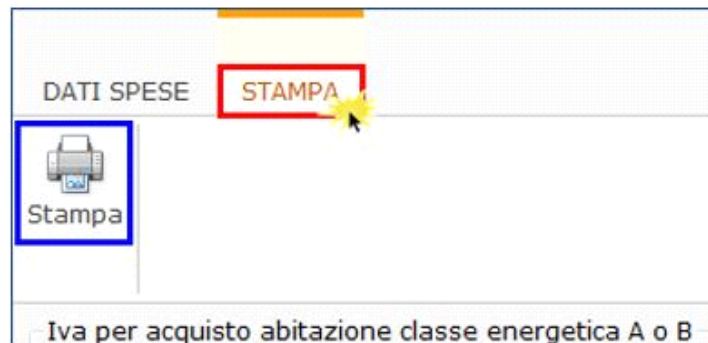 DATI SPESE STAMPA
Stampa
Iva per acquisto abitazione classe energetica A o B